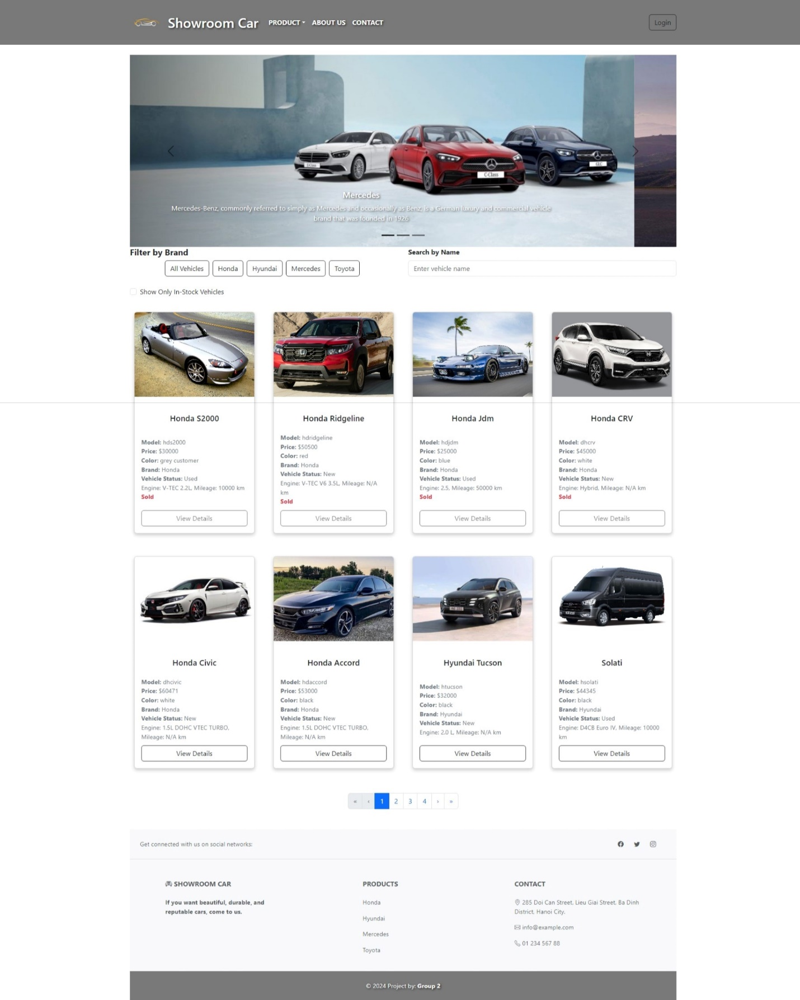 Showroom Car
PRODUCT
ABOUT US
CONTACT
Login
E-Class
C-Class
GLC
Mercedes
Mercedes-Benz, commonly referred to simply as Mercedes and occasionally as Benz, is a German luxury and commercial vehicle
brand that was founded in 1926
Filter by Brand
All Vehicles
Honda
Hyundai
Mercedes
Toyota
Search by Name
Enter vehicle name
Show Only In-Stock Vehicles
Honda S2000
Model: hds2000
Price: $30000
Color: grey customer
Brand: Honda
Vehicle Status: Used
Engine: V-TEC 2.2L, Mileage: 10000 km
Sold
View Details
Honda Ridgeline
Model: hdridgeline
Price: $50500
Color: red
Brand: Honda
Vehicle Status: New
Engine: V-TEC V6 3.5L, Mileage: N/A
km
Sold
View Details
Honda Jdm
Model: hdjdm
Price: $25000
Color: blue
Brand: Honda
Vehicle Status: Used
Engine: 2.5, Mileage: 50000 km
Sold
View Details
Honda CRV
Model: dhcrv
Price: $45000
Color: white
Brand: Honda
Vehicle Status: New
Engine: Hybrid, Mileage: N/A km
Sold
View Details
Honda Civic
Model: dhcivic
Price: $60471
Color: white
Brand: Honda
Vehicle Status: New
Engine: 1.5L DOHC VTEC TURBO,
Mileage: N/A km
View Details
Honda Accord
Model: hdaccord
Price: $53000
Color: black
Brand: Honda
Vehicle Status: New
Engine: 1.5L DOHC VTEC TURBO,
Mileage: N/A km
View Details
Hyundai Tucson
Model: htucson
Price: $32000
Color: black
Brand: Hyundai
Vehicle Status: New
Engine: 2.0 L, Mileage: N/A km
View Details
Solati
Model: hsolati
Price: $44345
Color: black
Brand: Hyundai
Vehicle Status: Used
Engine: D4CB Euro IV, Mileage: 10000
km
View Details
« ‹ 1 2 3 4 › »
Get connected with us on social networks:
SHOWROOM CAR
If you want beautiful, durable, and
reputable cars, come to us.
PRODUCTS
Honda
Hyundai
Mercedes
Toyota
CONTACT
285 Doi Can Street, Lieu Giai Street, Ba Dinh
District, Hanoi City.
info@example.com
01 234 567 88
© 2024 Project by: Group 2